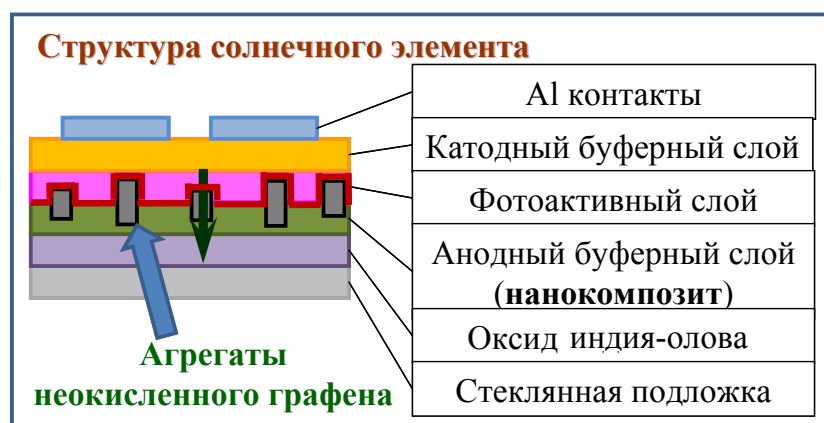 Структура солнечного элемента
Al контакты
Катодный буферный слой
Фотоактивный слой
Анодный буферный слой
(нанокомпозит)
Оксид индия-олова
Стеклянная подложка
Агрегаты
неокисленного графена